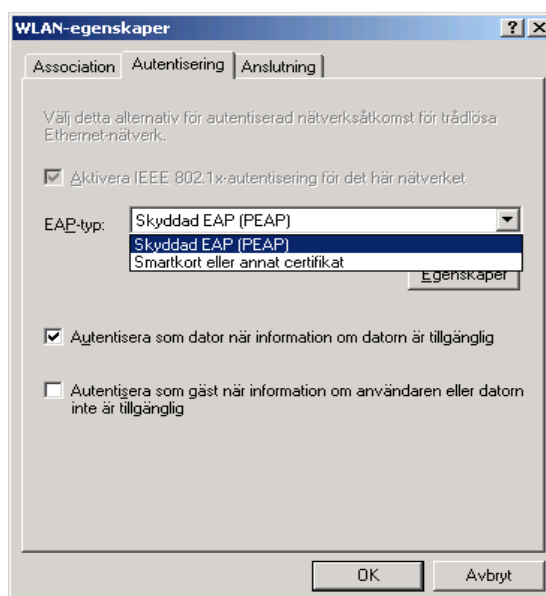 WLAN-egenskaper
Association Autentisering Anslutning
Välj detta alternativ för autentiserad nätverksåtkomst för trådlösa
Ethernet-nätverk.
Aktivera IEEE 802.1x-autentisering för det här nätverket
EAP-typ: Skyddad EAP (PEAP)
Skyddad EAP (PEAP)
Smartkort eller annat certifikat
Egenskaper
Autentisera som dator när information om datorn är tillgänglig
Autentisera som gäst när information om användaren eller datorn
inte är tillgänglig
OK Avbryt